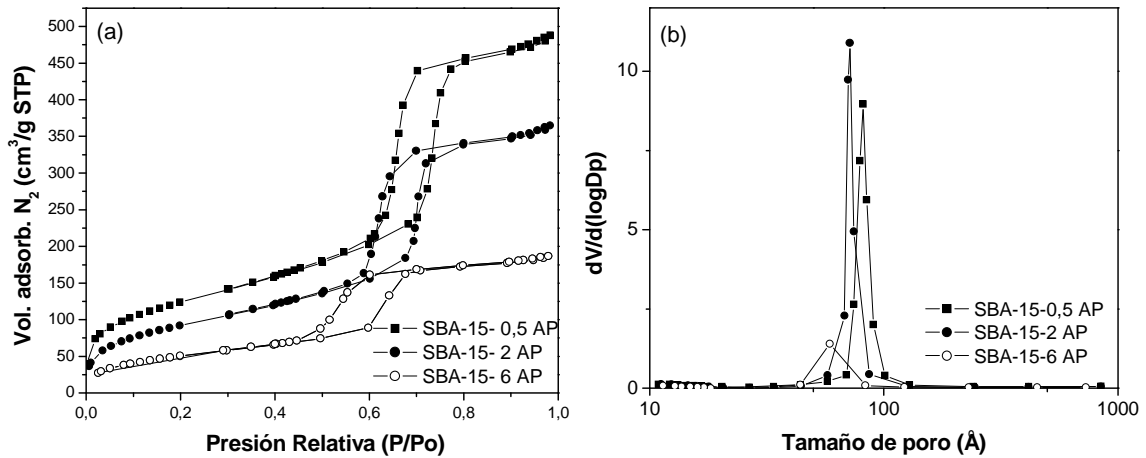 (a)
500
450
400
350
300
250
200
150
100
50
0
Vol. adsorb. N₂ (cm³/g STP)
SBA-15- 0,5 AP
SBA-15- 2 AP
SBA-15- 6 AP
0,0 0,2 0,4 0,6 0,8 1,0
Presión Relativa (P/Po)
(b)
10
5
0
dV/d(logDp)
SBA-15-0,5 AP
SBA-15-2 AP
SBA-15-6 AP
10 100 1000
Tamaño de poro (Å)